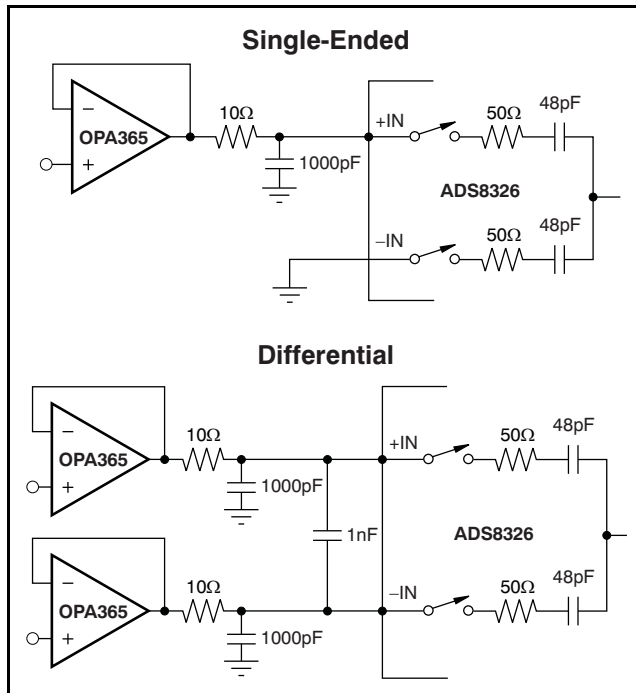 Single-Ended
48pF
10Ω
+IN
50Ω
−
OPA365
+
1000pF
ADS8326
48pF
−IN
50Ω
Differential
48pF
10Ω
+IN
50Ω
−
OPA365
+
1000pF
1nF
ADS8326
48pF
10Ω
−IN
50Ω
−
OPA365
+
1000pF